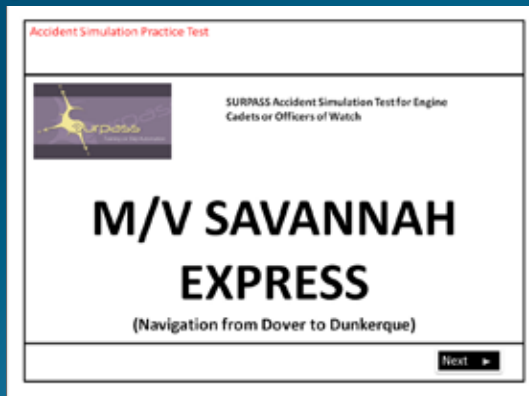 Accident Simulation Practice Test
SURPASS Accident Simulation Test for Engine
Cadets or Officers of Watch
Surpass
M/V SAVANNAH
EXPRESS
(Navigation from Dover to Dunkerque)
Next